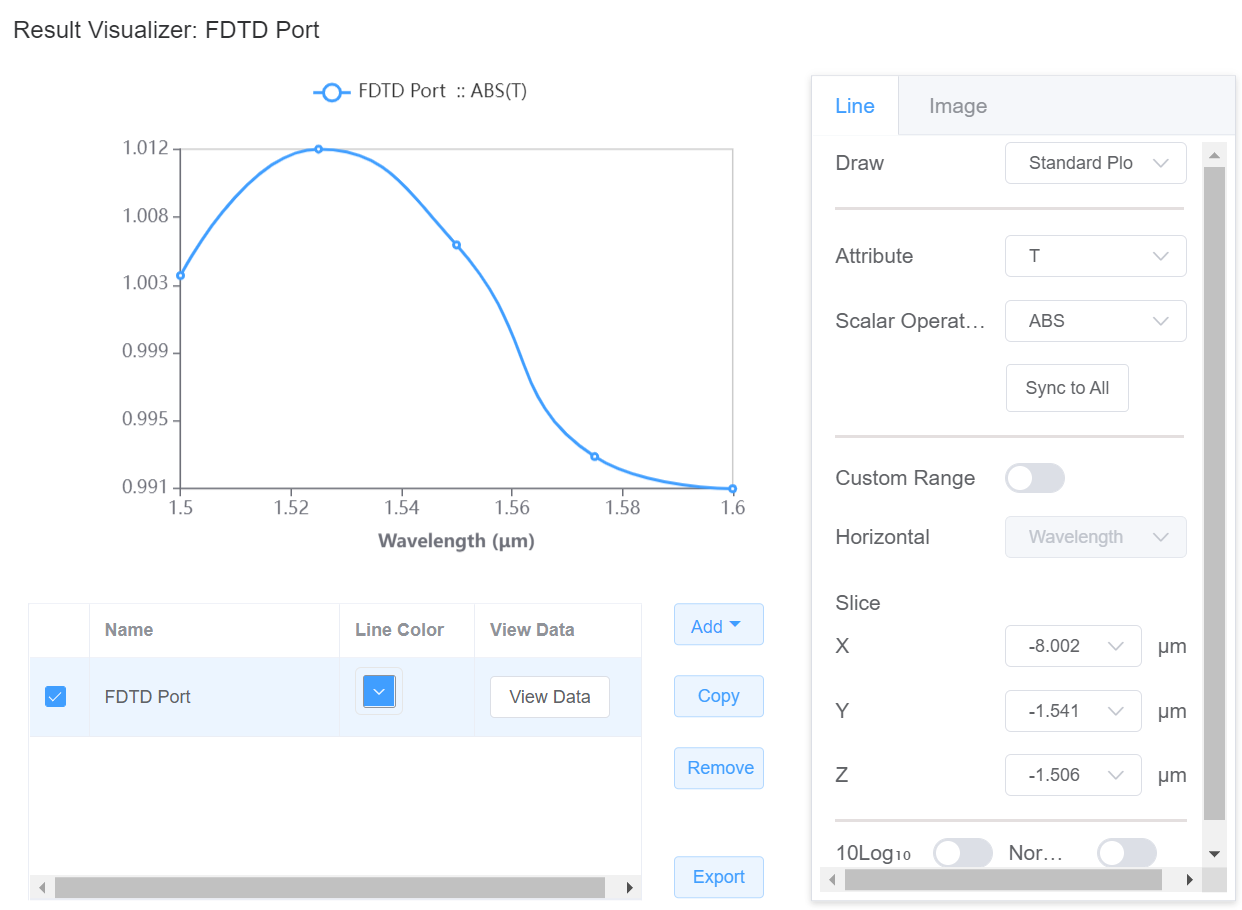 Result Visualizer: FDTD Port
FDTD Port :: ABS(T)
1.012
1.008
1.003
0.999
0.995
0.991
1.5 1.52 1.54 1.56 1.58 1.6
Wavelength (μm)
Name Line Color View Data
FDTD Port View Data
Add
Copy
Remove
Export
Line Image
Draw Standard Plo
Attribute T
Scalar Operat... ABS
Sync to All
Custom Range
Horizontal Wavelength
Slice
X -8.002 μm
Y -1.541 μm
Z -1.506 μm
10Log₁₀ Nor...